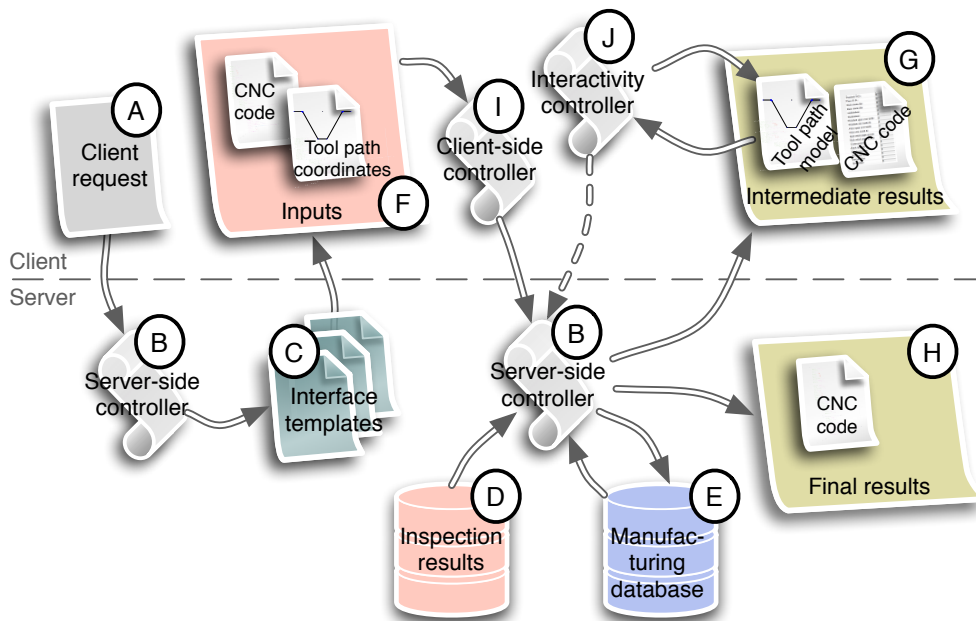 A
Client
request
CNC
code
Tool path
coordinates
Inputs
F
I
Client-side
controller
J
Interactivity
controller
G
Tool path
model
CNC code
Intermediate results
Client
Server
B
Server-side
controller
C
Interface
templates
B
Server-side
controller
H
CNC
code
Final results
D
Inspection
results
E
Manufac-
turing
database